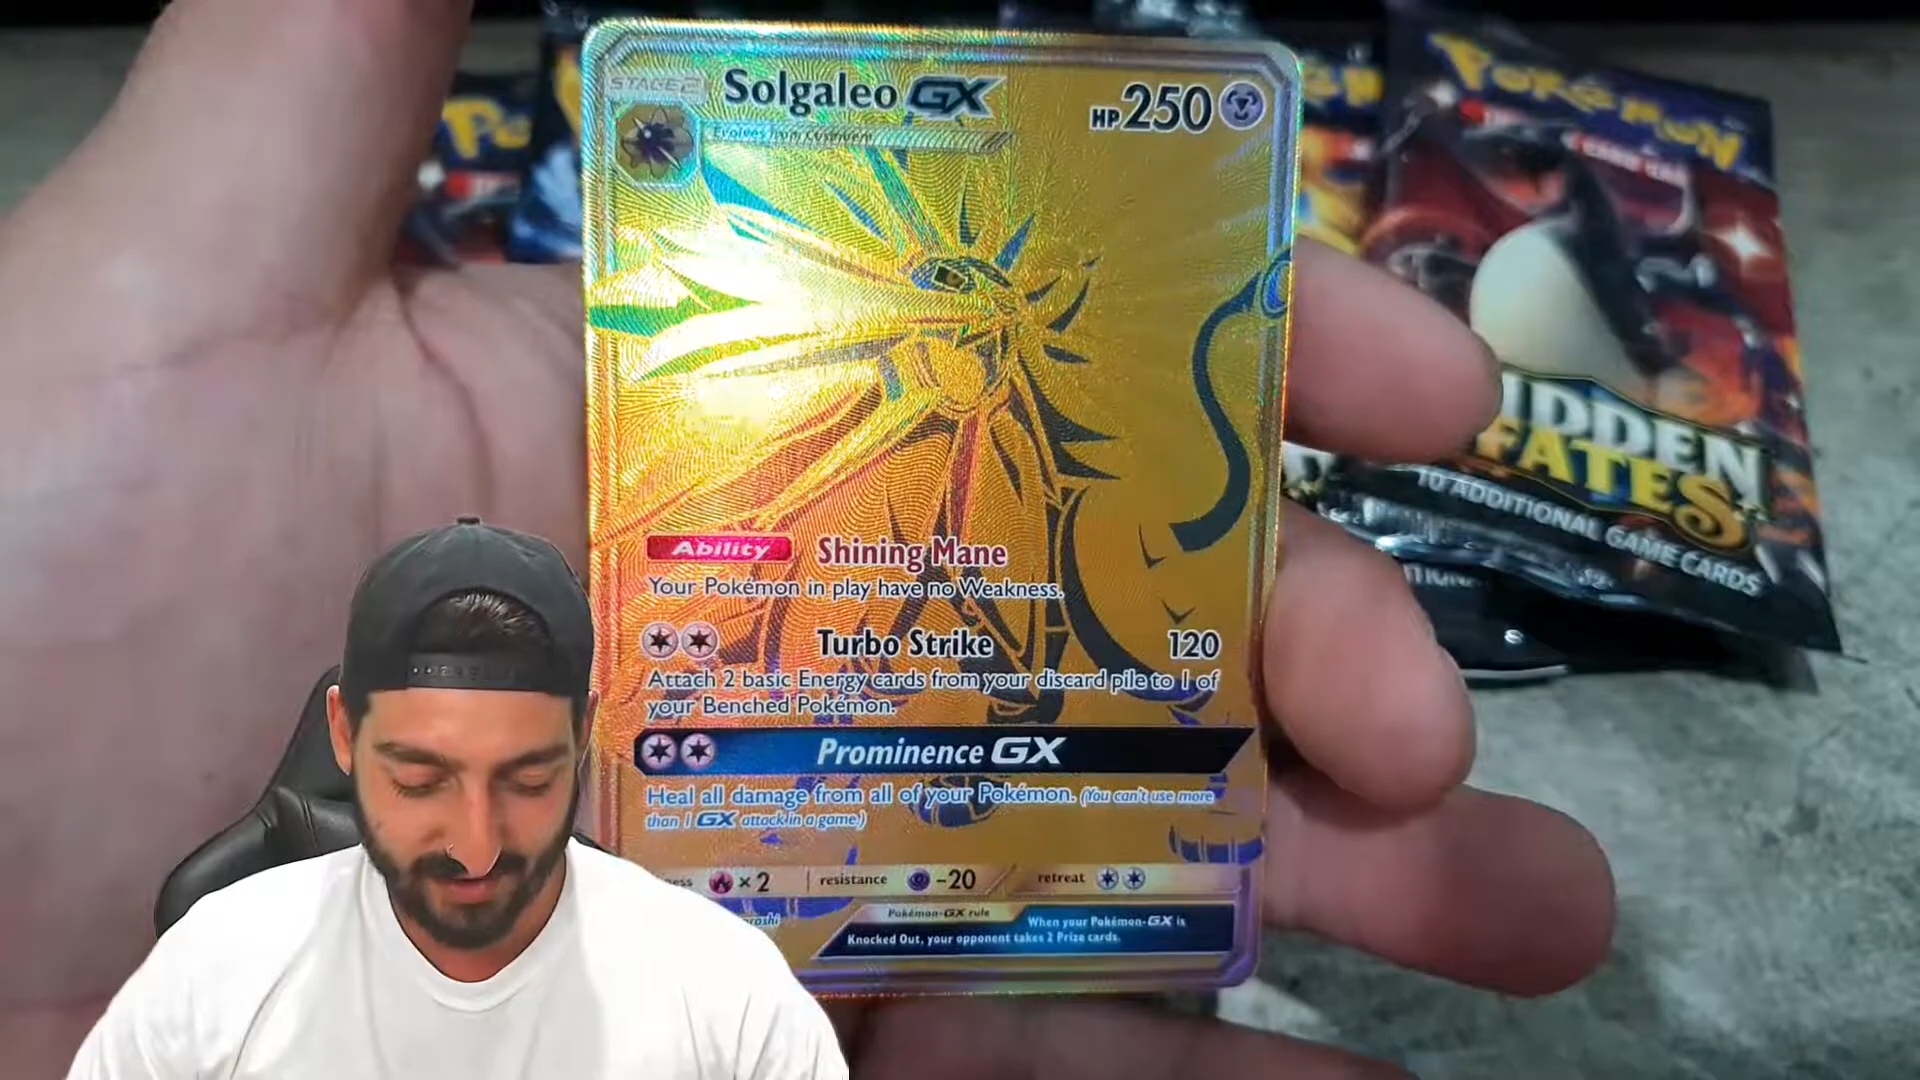 STAGE 2
Solgaleo GX
HP 250
Evolves from Cosmoem
Ability Shining Mane
Your Pokémon in play have no Weakness.
Turbo Strike 120
Attach 2 basic Energy cards from your discard pile to 1 of
your Benched Pokémon.
Prominence GX
Heal all damage from all of your Pokémon. (You can't use more
than 1 GX attack in a game.)
×2 resistance -20 retreat
Pokémon-GX rule
When your Pokémon-GX is
Knocked Out, your opponent takes 2 Prize cards.
POKÉMON
IDDEN
FATES
10 ADDITIONAL GAME CARDS